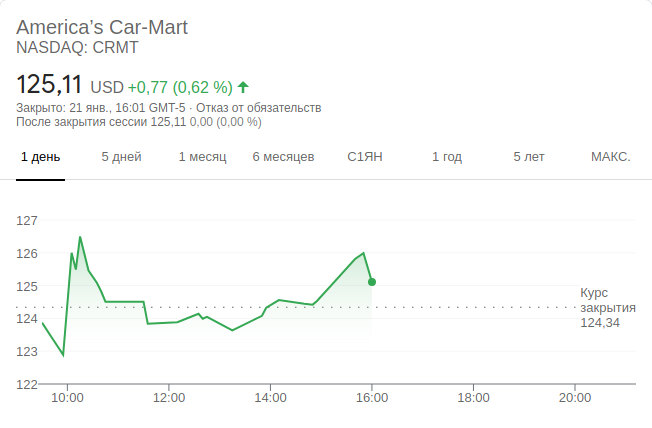 America’s Car-Mart
NASDAQ: CRMT
125,11 USD +0,77 (0,62 %)
Закрыто: 21 янв., 16:01 GMT-5 · Отказ от обязательств
После закрытия сессии 125,11 0,00 (0,00 %)
1 день 5 дней 1 месяц 6 месяцев С1ЯН 1 год 5 лет МАКС.
127
126
125
124
123
122
Курс
закрытия
124,34
10:00 12:00 14:00 16:00 18:00 20:00